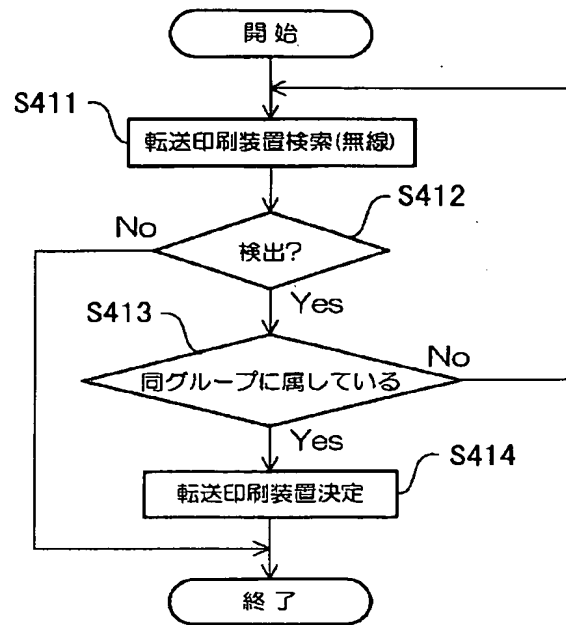 開始
S411
転送印刷装置検索(無線)
S412
No
検出?
Yes
S413
No
同グループに属している
Yes
S414
転送印刷装置決定
終了